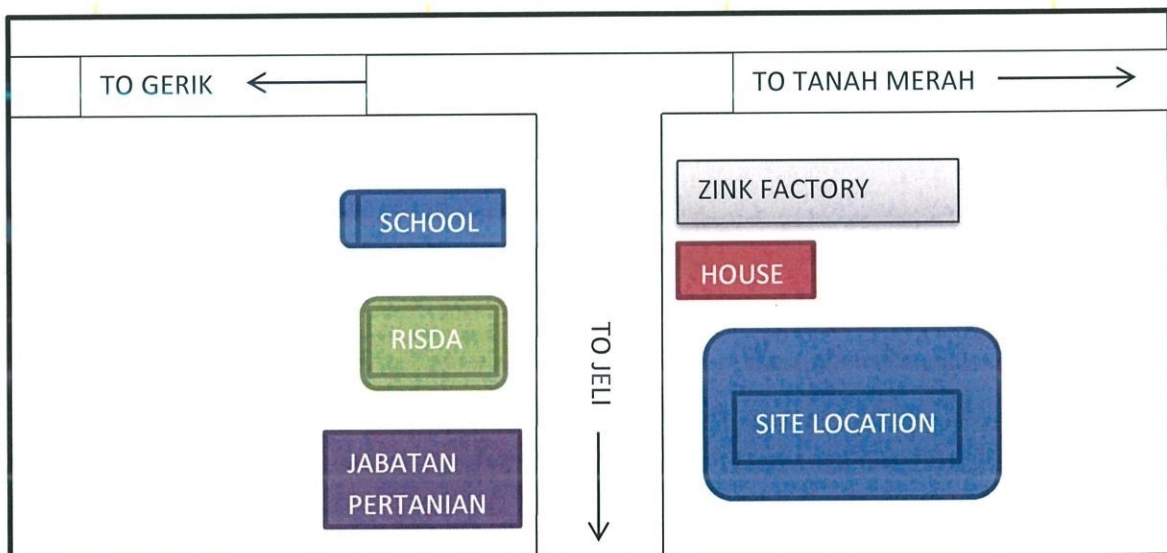 TO GERIK
TO TANAH MERAH
ZINK FACTORY
SCHOOL
HOUSE
RISDA
TO JELI
SITE LOCATION
JABATAN
PERTANIAN